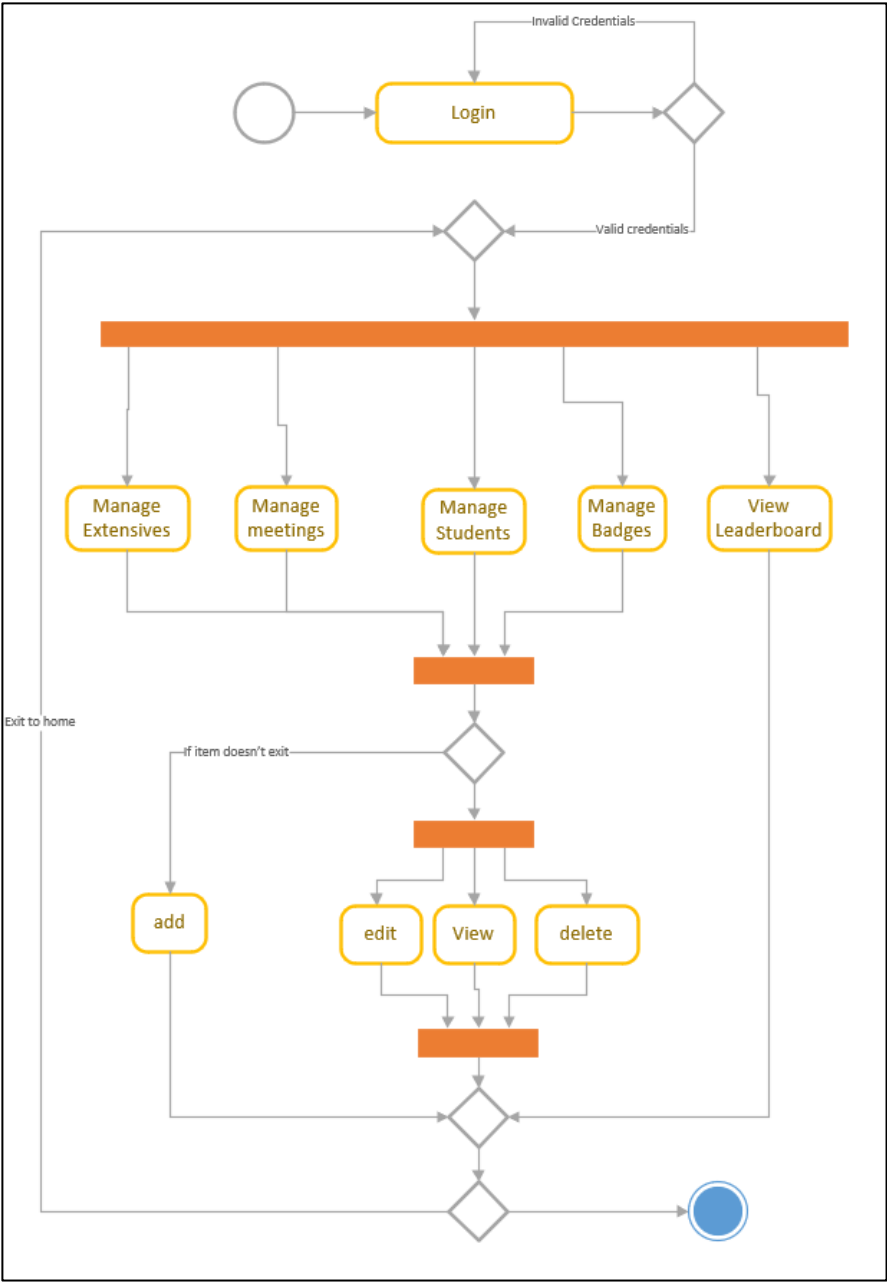 Invalid Credentials
Login
Valid credentials
Manage
Extensives
Manage
meetings
Manage
Students
Manage
Badges
View
Leaderboard
Exit to home
If item doesn't exit
add
edit
View
delete